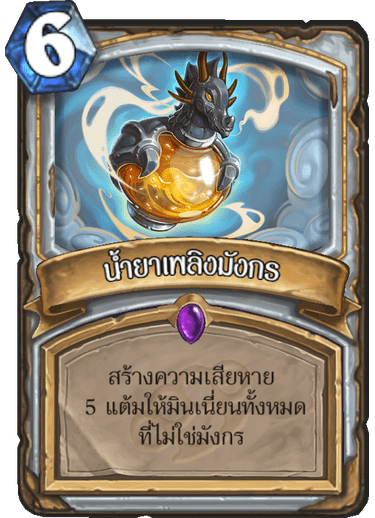 6
น้ำยาเพลิงมังกร
สร้างความเสียหาย
5 แต้มให้มินเนี่ยนทั้งหมด
ที่ไม่ใช่มังกร